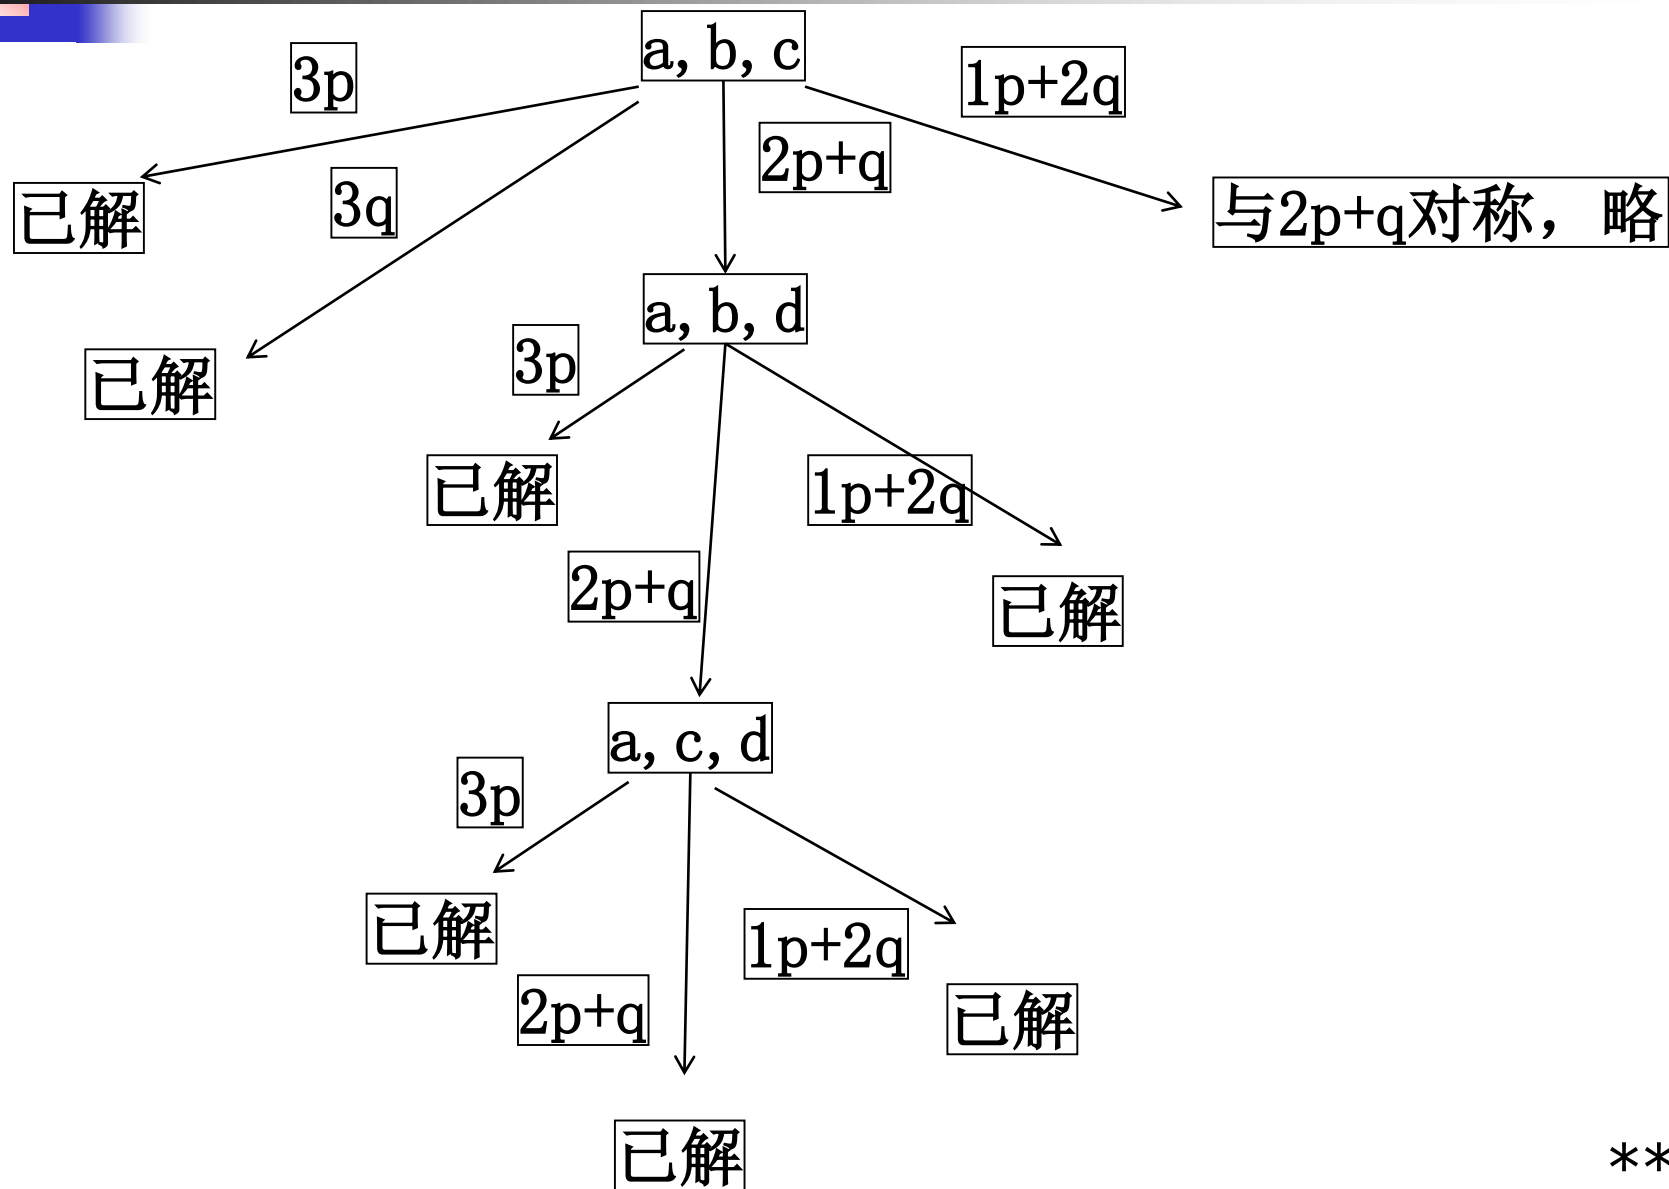 a,b,c
3p
1p+2q
2p+q
3q
已解
与2p+q对称，略
a,b,d
3p
已解
已解
1p+2q
2p+q
已解
a,c,d
3p
已解
1p+2q
2p+q
已解
已解
**